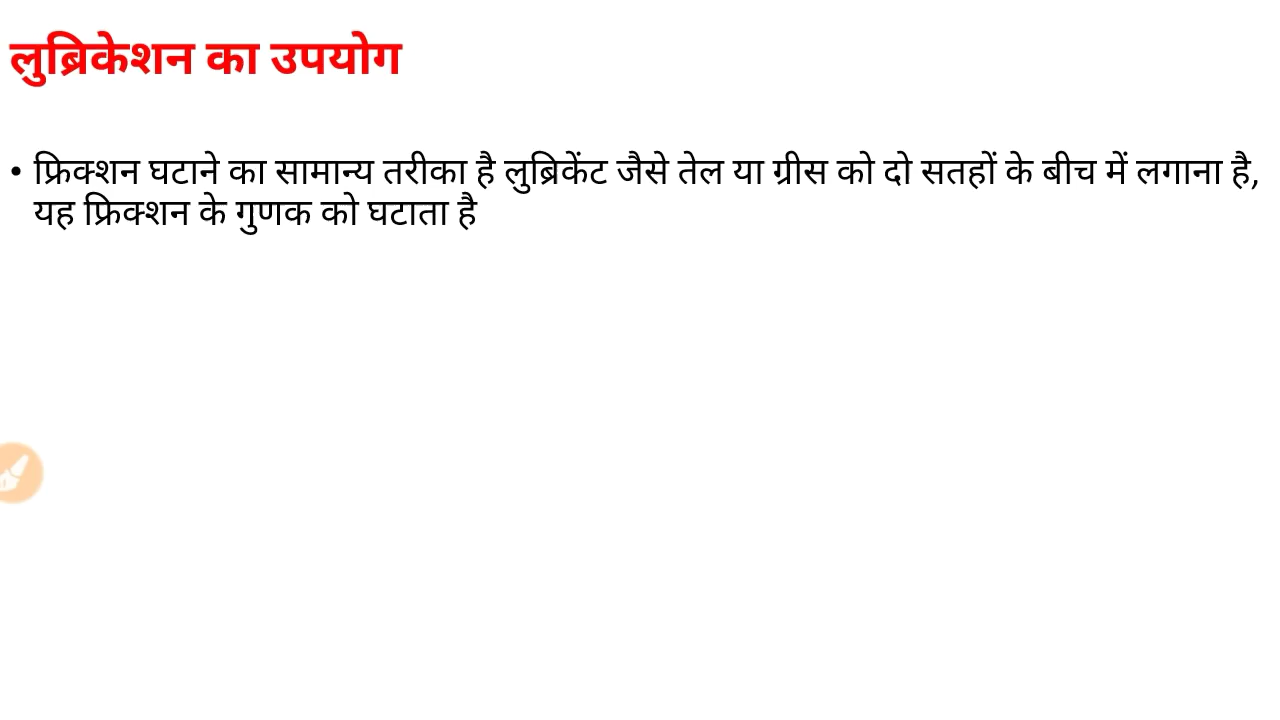 लुब्रिकेशन का उपयोग
• फ्रिक्शन घटाने का सामान्य तरीका है लुब्रिकेंट जैसे तेल या ग्रीस को दो सतहों के बीच में लगाना है,
यह फ्रिक्शन के गुणक को घटाता है